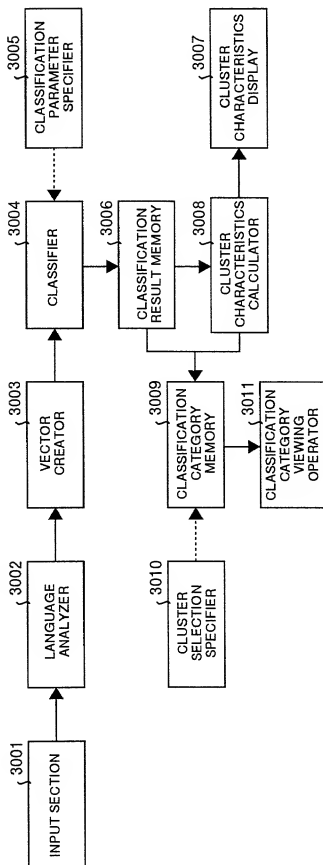 3001
INPUT SECTION
3002
LANGUAGE
ANALYZER
3003
VECTOR
CREATOR
3004
CLASSIFIER
3005
CLASSIFICATION
PARAMETER
SPECIFIER
3006
CLASSIFICATION
RESULT MEMORY
3007
CLUSTER
CHARACTERISTICS
DISPLAY
3008
CLUSTER
CHARACTERISTICS
CALCULATOR
3009
CLASSIFICATION
CATEGORY
MEMORY
3010
CLUSTER
SELECTION
SPECIFIER
3011
CLASSIFICATION
CATEGORY
VIEWING
OPERATOR